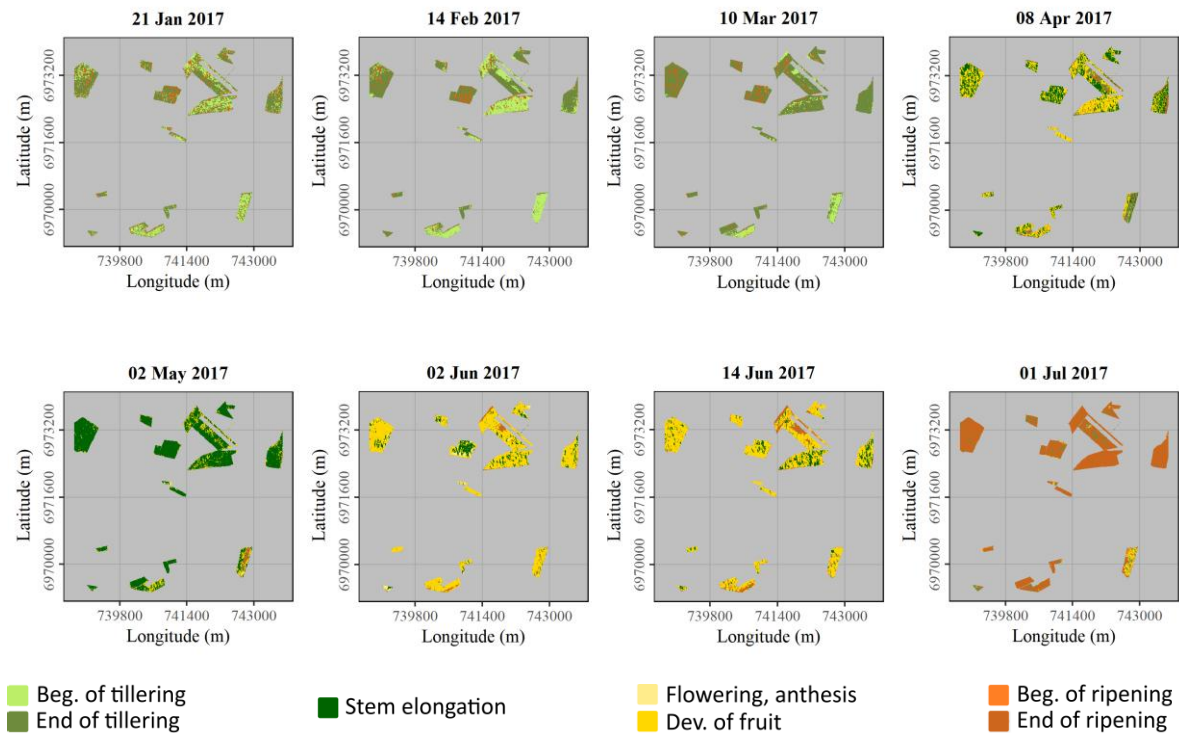 21 Jan 2017
14 Feb 2017
10 Mar 2017
08 Apr 2017
Latitude (m)
6973200
6971600
6970000
Latitude (m)
6973200
6971600
6970000
Latitude (m)
6973200
6971600
6970000
Latitude (m)
6973200
6971600
6970000
739800 741400 743000
739800 741400 743000
739800 741400 743000
739800 741400 743000
Longitude (m)
Longitude (m)
Longitude (m)
Longitude (m)
02 May 2017
02 Jun 2017
14 Jun 2017
01 Jul 2017
Latitude (m)
6973200
6971600
6970000
Latitude (m)
6973200
6971600
6970000
Latitude (m)
6973200
6971600
6970000
Latitude (m)
6973200
6971600
6970000
739800 741400 743000
739800 741400 743000
739800 741400 743000
739800 741400 743000
Longitude (m)
Longitude (m)
Longitude (m)
Longitude (m)
Beg. of tillering
End of tillering
Stem elongation
Flowering, anthesis
Dev. of fruit
Beg. of ripening
End of ripening